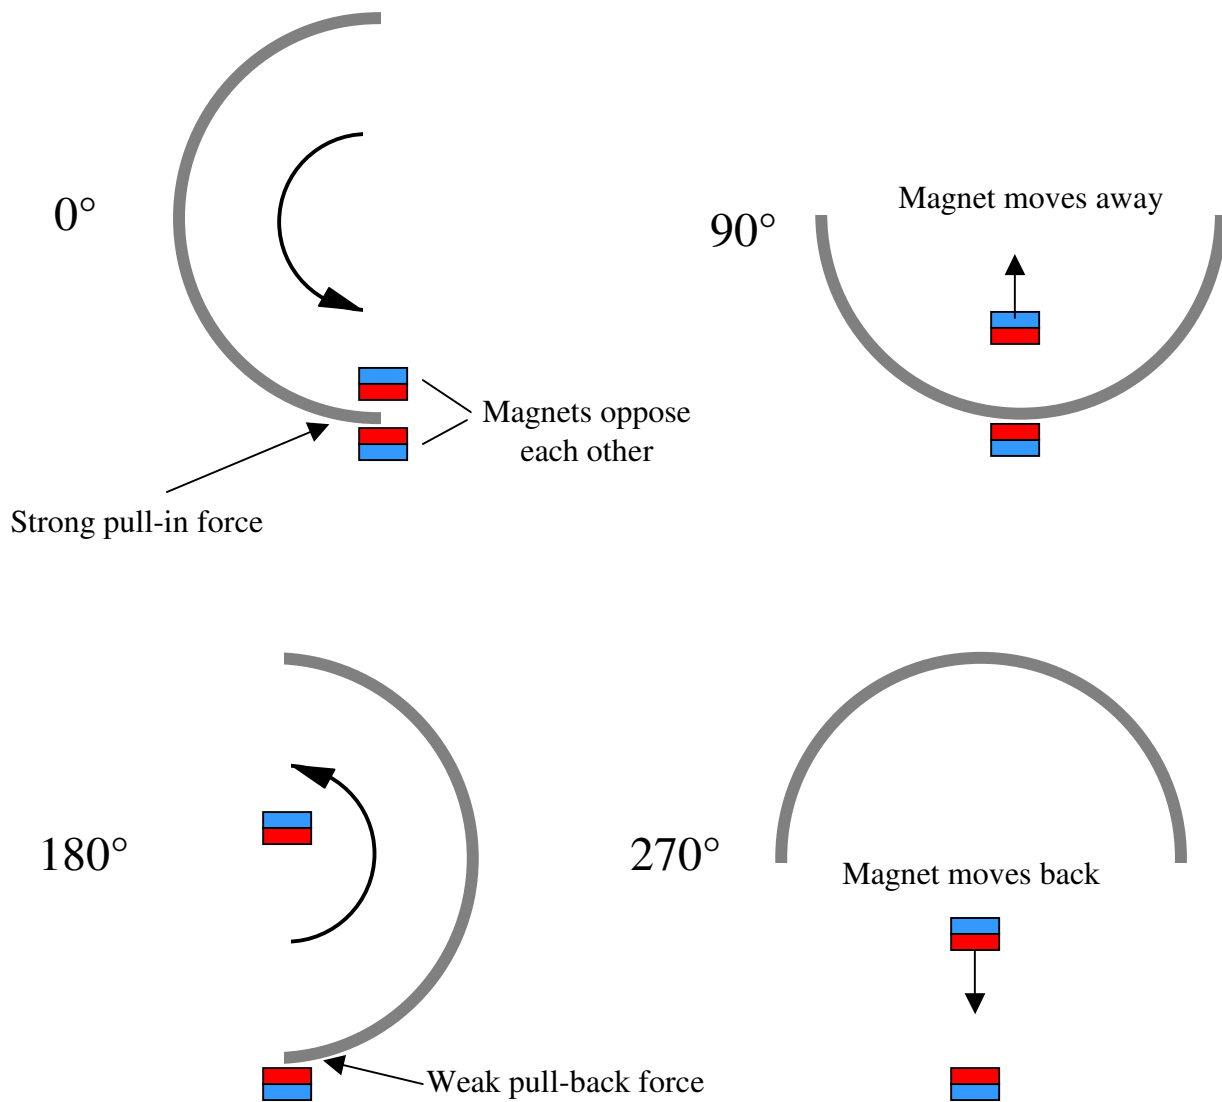 0°
Magnets oppose
each other
Strong pull-in force
90°
Magnet moves away
180°
Weak pull-back force
270°
Magnet moves back